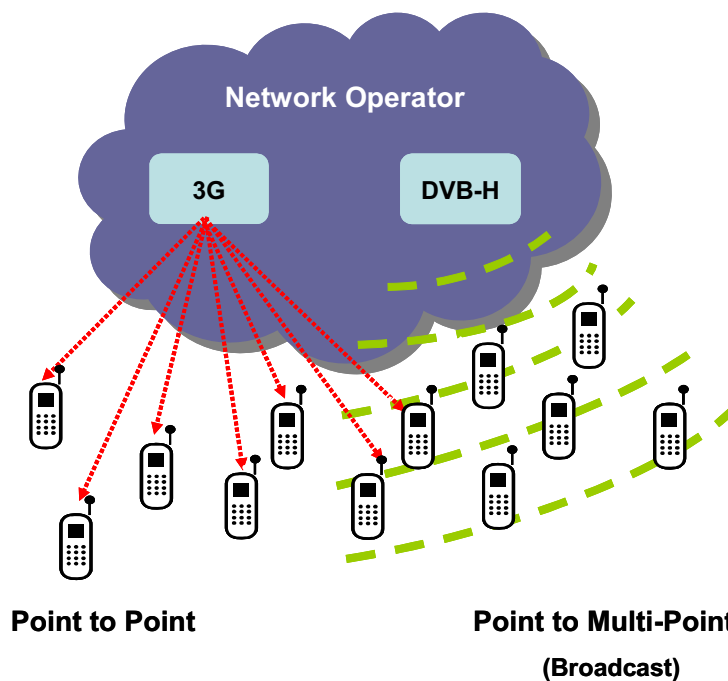 Network Operator
3G
DVB-H
Point to Point
Point to Multi-Point
(Broadcast)